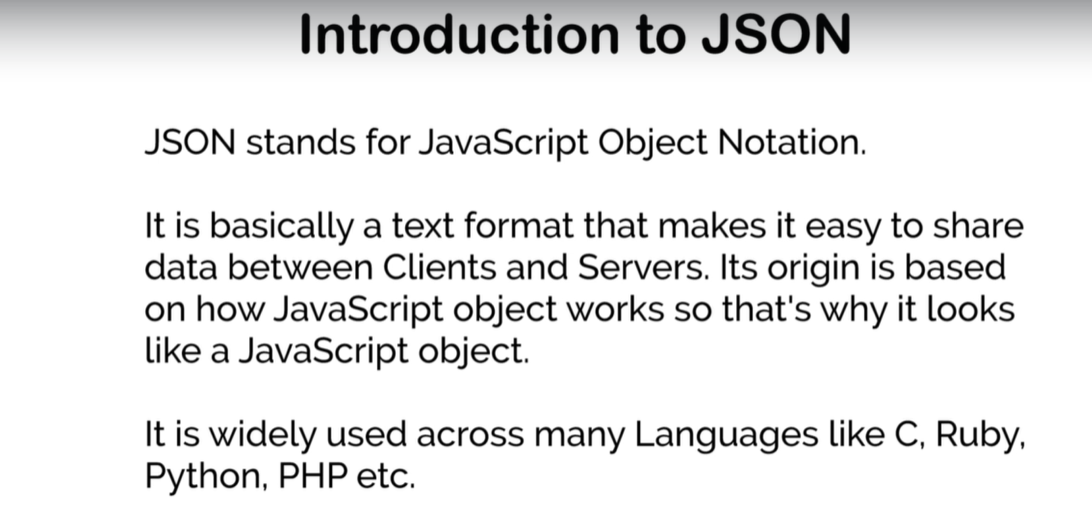 Introduction to JSON
JSON stands for JavaScript Object Notation.
It is basically a text format that makes it easy to share
data between Clients and Servers. Its origin is based
on how JavaScript object works so that's why it looks
like a JavaScript object.
It is widely used across many Languages like C, Ruby,
Python, PHP etc.